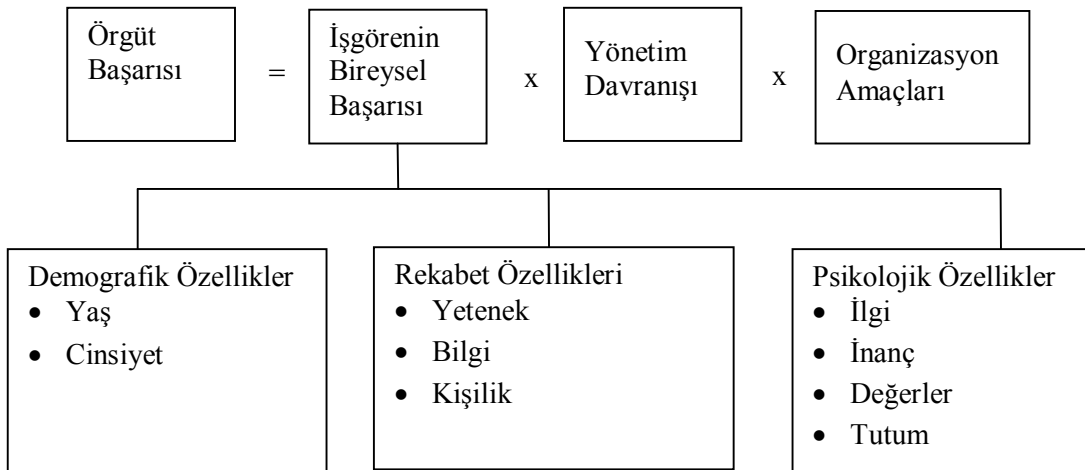 Örgüt
Başarısı
=
İşgörenin
Bireysel
Başarısı
x
Yönetim
Davranışı
x
Organizasyon
Amaçları
Demografik Özellikler
• Yaş
• Cinsiyet
Rekabet Özellikleri
• Yetenek
• Bilgi
• Kişilik
Psikolojik Özellikler
• İlgi
• İnanç
• Değerler
• Tutum